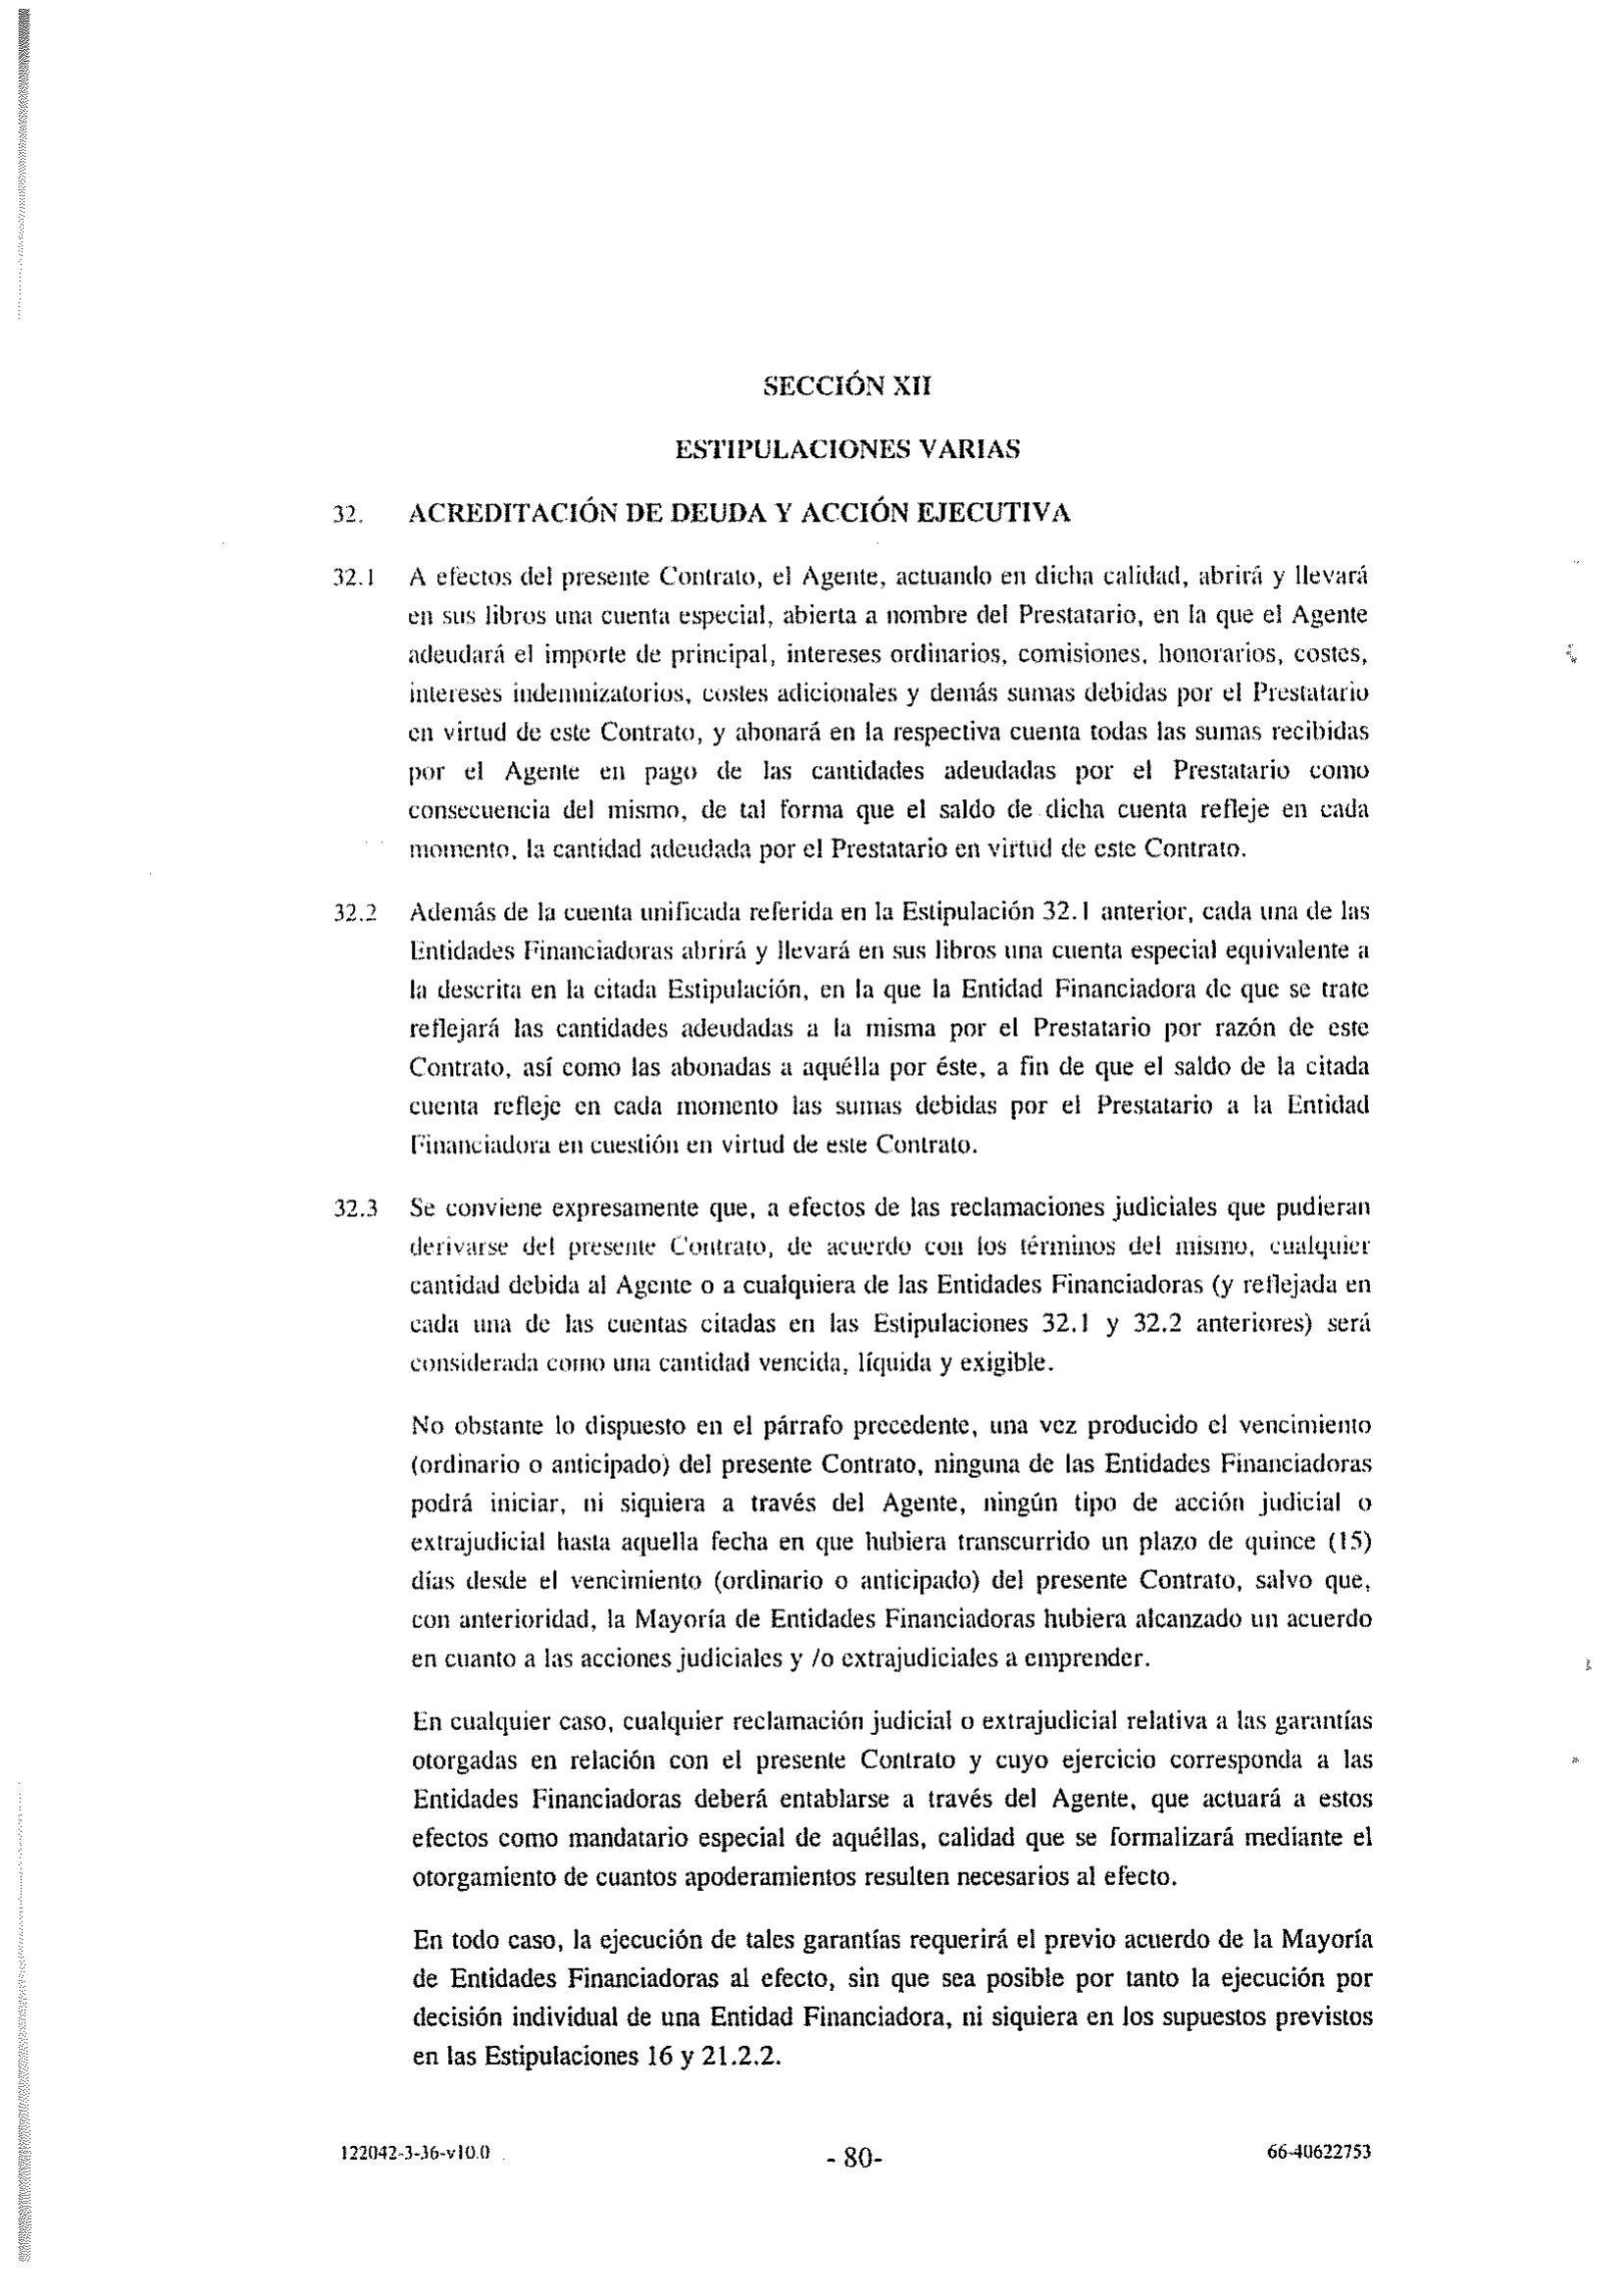 SECCIÓN XII
ESTIPULACIONES VARIAS
32. ACREDITACIÓN DE DEUDA Y ACCIÓN EJECUTIVA
32.1 A efectos del presente Contrato, el Agente, actuando en dicha calidad, abrirá y llevará
en sus libros una cuenta especial, abierta a nombre del Prestatario, en la que el Agente
adeudará el importe de principal, intereses ordinarios, comisiones, honorarios, costes,
intereses indemnizatorios, costes adicionales y demás sumas debidas por el Prestatario
en virtud de este Contrato, y abonará en la respectiva cuenta todas las sumas recibidas
por el Agente en pago de las cantidades adeudadas por el Prestatario como
consecuencia del mismo, de tal forma que el saldo de dicha cuenta refleje en cada
momento, la cantidad adeudada por el Prestatario en virtud de este Contrato.
32.2 Además de la cuenta unificada referida en la Estipulación 32.1 anterior, cada una de las
Entidades Financiadoras abrirá y llevará en sus libros una cuenta especial equivalente a
la descrita en la citada Estipulación, en la que la Entidad Financiadora de que se trate
reflejará las cantidades adeudadas a la misma por el Prestatario por razón de este
Contrato, así como las abonadas a aquélla por éste, a fin de que el saldo de la citada
cuenta refleje en cada momento las sumas debidas por el Prestatario a la Entidad
Financiadora en cuestión en virtud de este Contrato.
32.3 Se conviene expresamente que, a efectos de las reclamaciones judiciales que pudieran
derivarse del presente Contrato, de acuerdo con los términos del mismo, cualquier
cantidad debida al Agente o a cualquiera de las Entidades Financiadoras (y reflejada en
cada una de las cuentas citadas en las Estipulaciones 32.1 y 32.2 anteriores) será
considerada como una cantidad vencida, líquida y exigible.
No obstante lo dispuesto en el párrafo precedente, una vez producido el vencimiento
(ordinario o anticipado) del presente Contrato, ninguna de las Entidades Financiadoras
podrá iniciar, ni siquiera a través del Agente, ningún tipo de acción judicial o
extrajudicial hasta aquella fecha en que hubiera transcurrido un plazo de quince (15)
días desde el vencimiento (ordinario o anticipado) del presente Contrato, salvo que,
con anterioridad, la Mayoría de Entidades Financiadoras hubiera alcanzado un acuerdo
en cuanto a las acciones judiciales y /o extrajudiciales a emprender.
En cualquier caso, cualquier reclamación judicial o extrajudicial relativa a las garantías
otorgadas en relación con el presente Contrato y cuyo ejercicio corresponda a las
Entidades Financiadoras deberá entablarse a través del Agente, que actuará a estos
efectos como mandatario especial de aquéllas, calidad que se formalizará mediante el
otorgamiento de cuantos apoderamientos resulten necesarios al efecto.
En todo caso, la ejecución de tales garantías requerirá el previo acuerdo de la Mayoría
de Entidades Financiadoras al efecto, sin que sea posible por tanto la ejecución por
decisión individual de una Entidad Financiadora, ni siquiera en los supuestos previstos
en las Estipulaciones 16 y 21.2.2.
122042-3-36-v10.0 - 80- 66-40622753